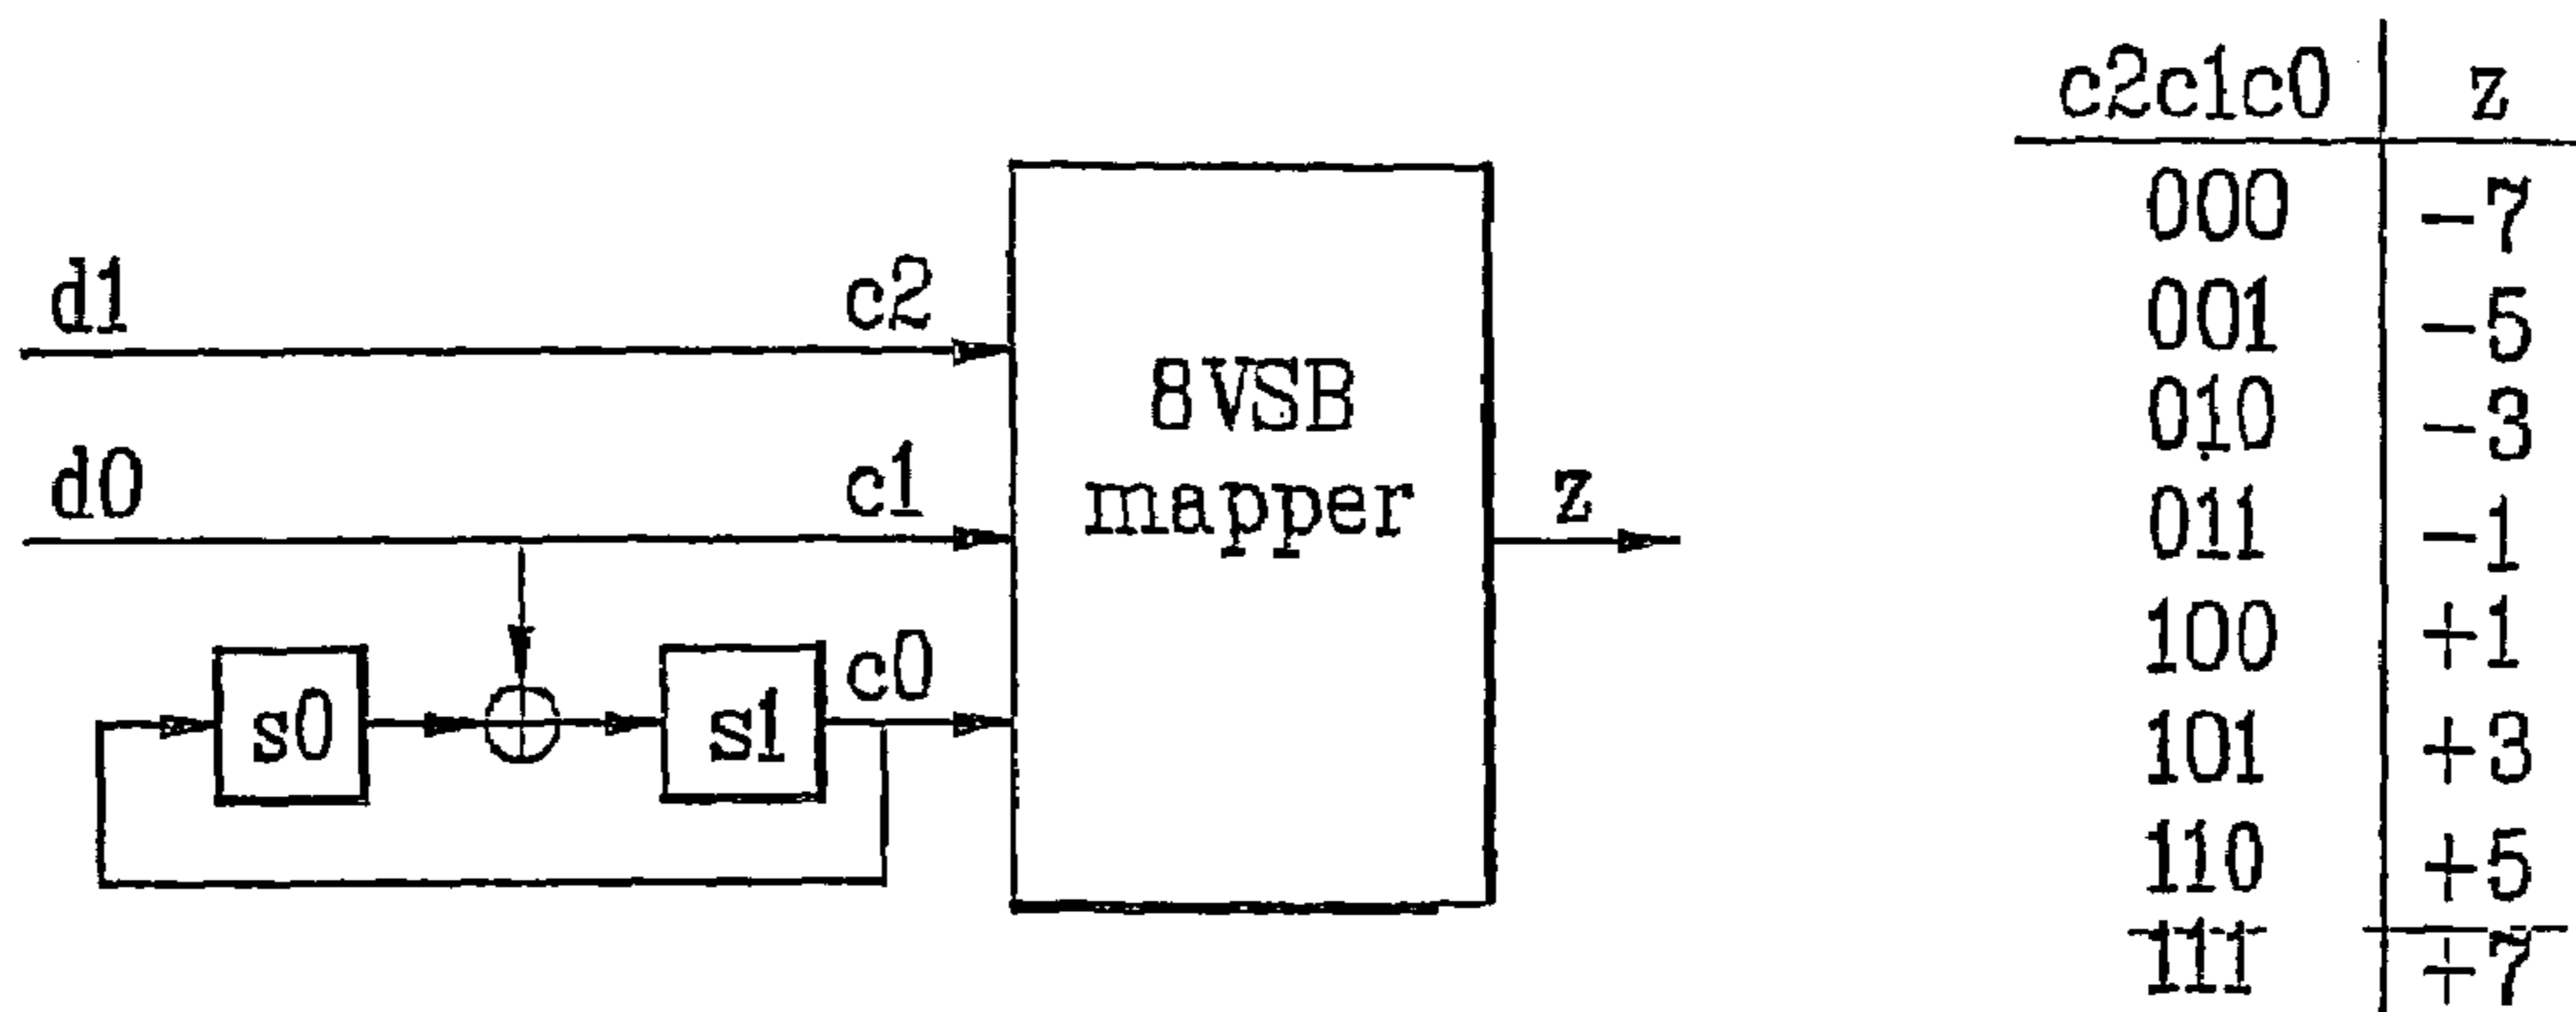 d1
c2
d0
c1
s0
s1
c0
8VSB
mapper
z
c2c1c0 z
000 -7
001 -5
010 -3
011 -1
100 +1
101 +3
110 +5
111 +7